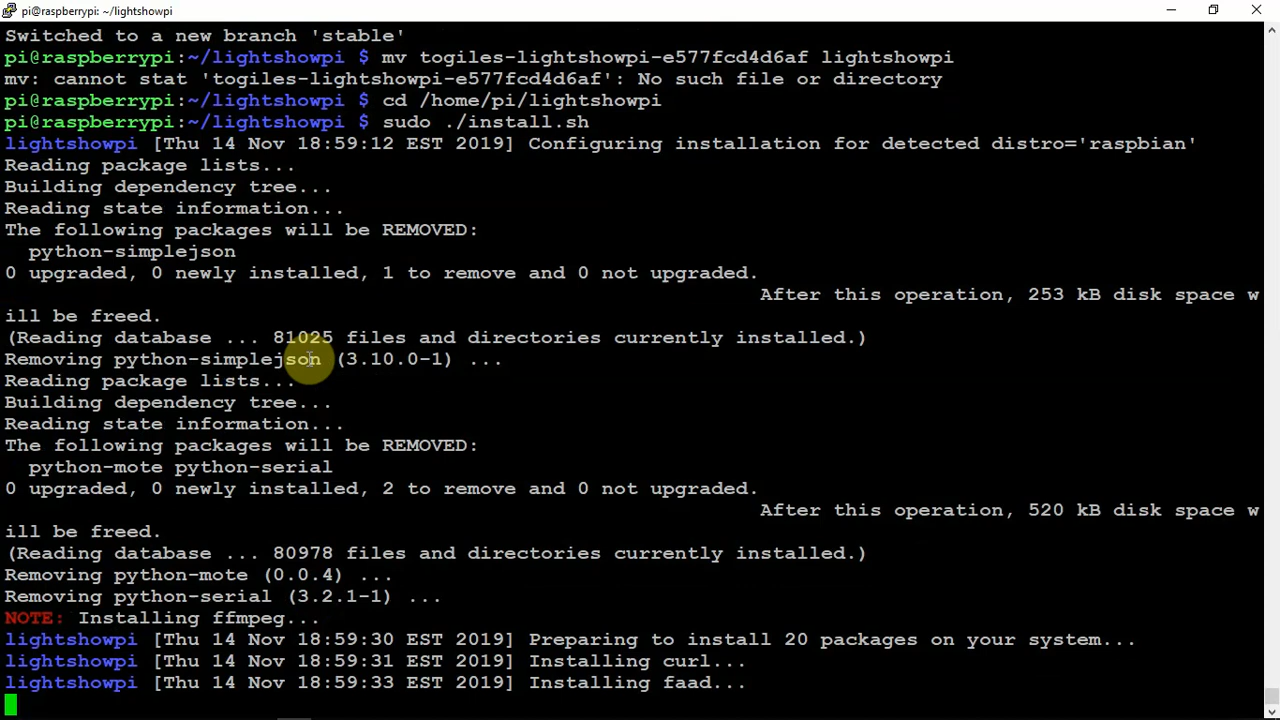 pi@raspberrypi: ~/lightshowpi
Switched to a new branch 'stable'
pi@raspberrypi:~/lightshowpi $ mv togiles-lightshowpi-e577fcd4d6af lightshowpi
mv: cannot stat 'togiles-lightshowpi-e577fcd4d6af': No such file or directory
pi@raspberrypi:~/lightshowpi $ cd /home/pi/lightshowpi
pi@raspberrypi:~/lightshowpi $ sudo ./install.sh
lightshowpi [Thu 14 Nov 18:59:12 EST 2019] Configuring installation for detected distro='raspbian'
Reading package lists...
Building dependency tree...
Reading state information...
The following packages will be REMOVED:
  python-simplejson
0 upgraded, 0 newly installed, 1 to remove and 0 not upgraded.
After this operation, 253 kB disk space w
ill be freed.
(Reading database ... 81025 files and directories currently installed.)
Removing python-simplejson (3.10.0-1) ...
Reading package lists...
Building dependency tree...
Reading state information...
The following packages will be REMOVED:
  python-mote python-serial
0 upgraded, 0 newly installed, 2 to remove and 0 not upgraded.
After this operation, 520 kB disk space w
ill be freed.
(Reading database ... 80978 files and directories currently installed.)
Removing python-mote (0.0.4) ...
Removing python-serial (3.2.1-1) ...
NOTE: Installing ffmpeg...
lightshowpi [Thu 14 Nov 18:59:30 EST 2019] Preparing to install 20 packages on your system...
lightshowpi [Thu 14 Nov 18:59:31 EST 2019] Installing curl...
lightshowpi [Thu 14 Nov 18:59:33 EST 2019] Installing faad...